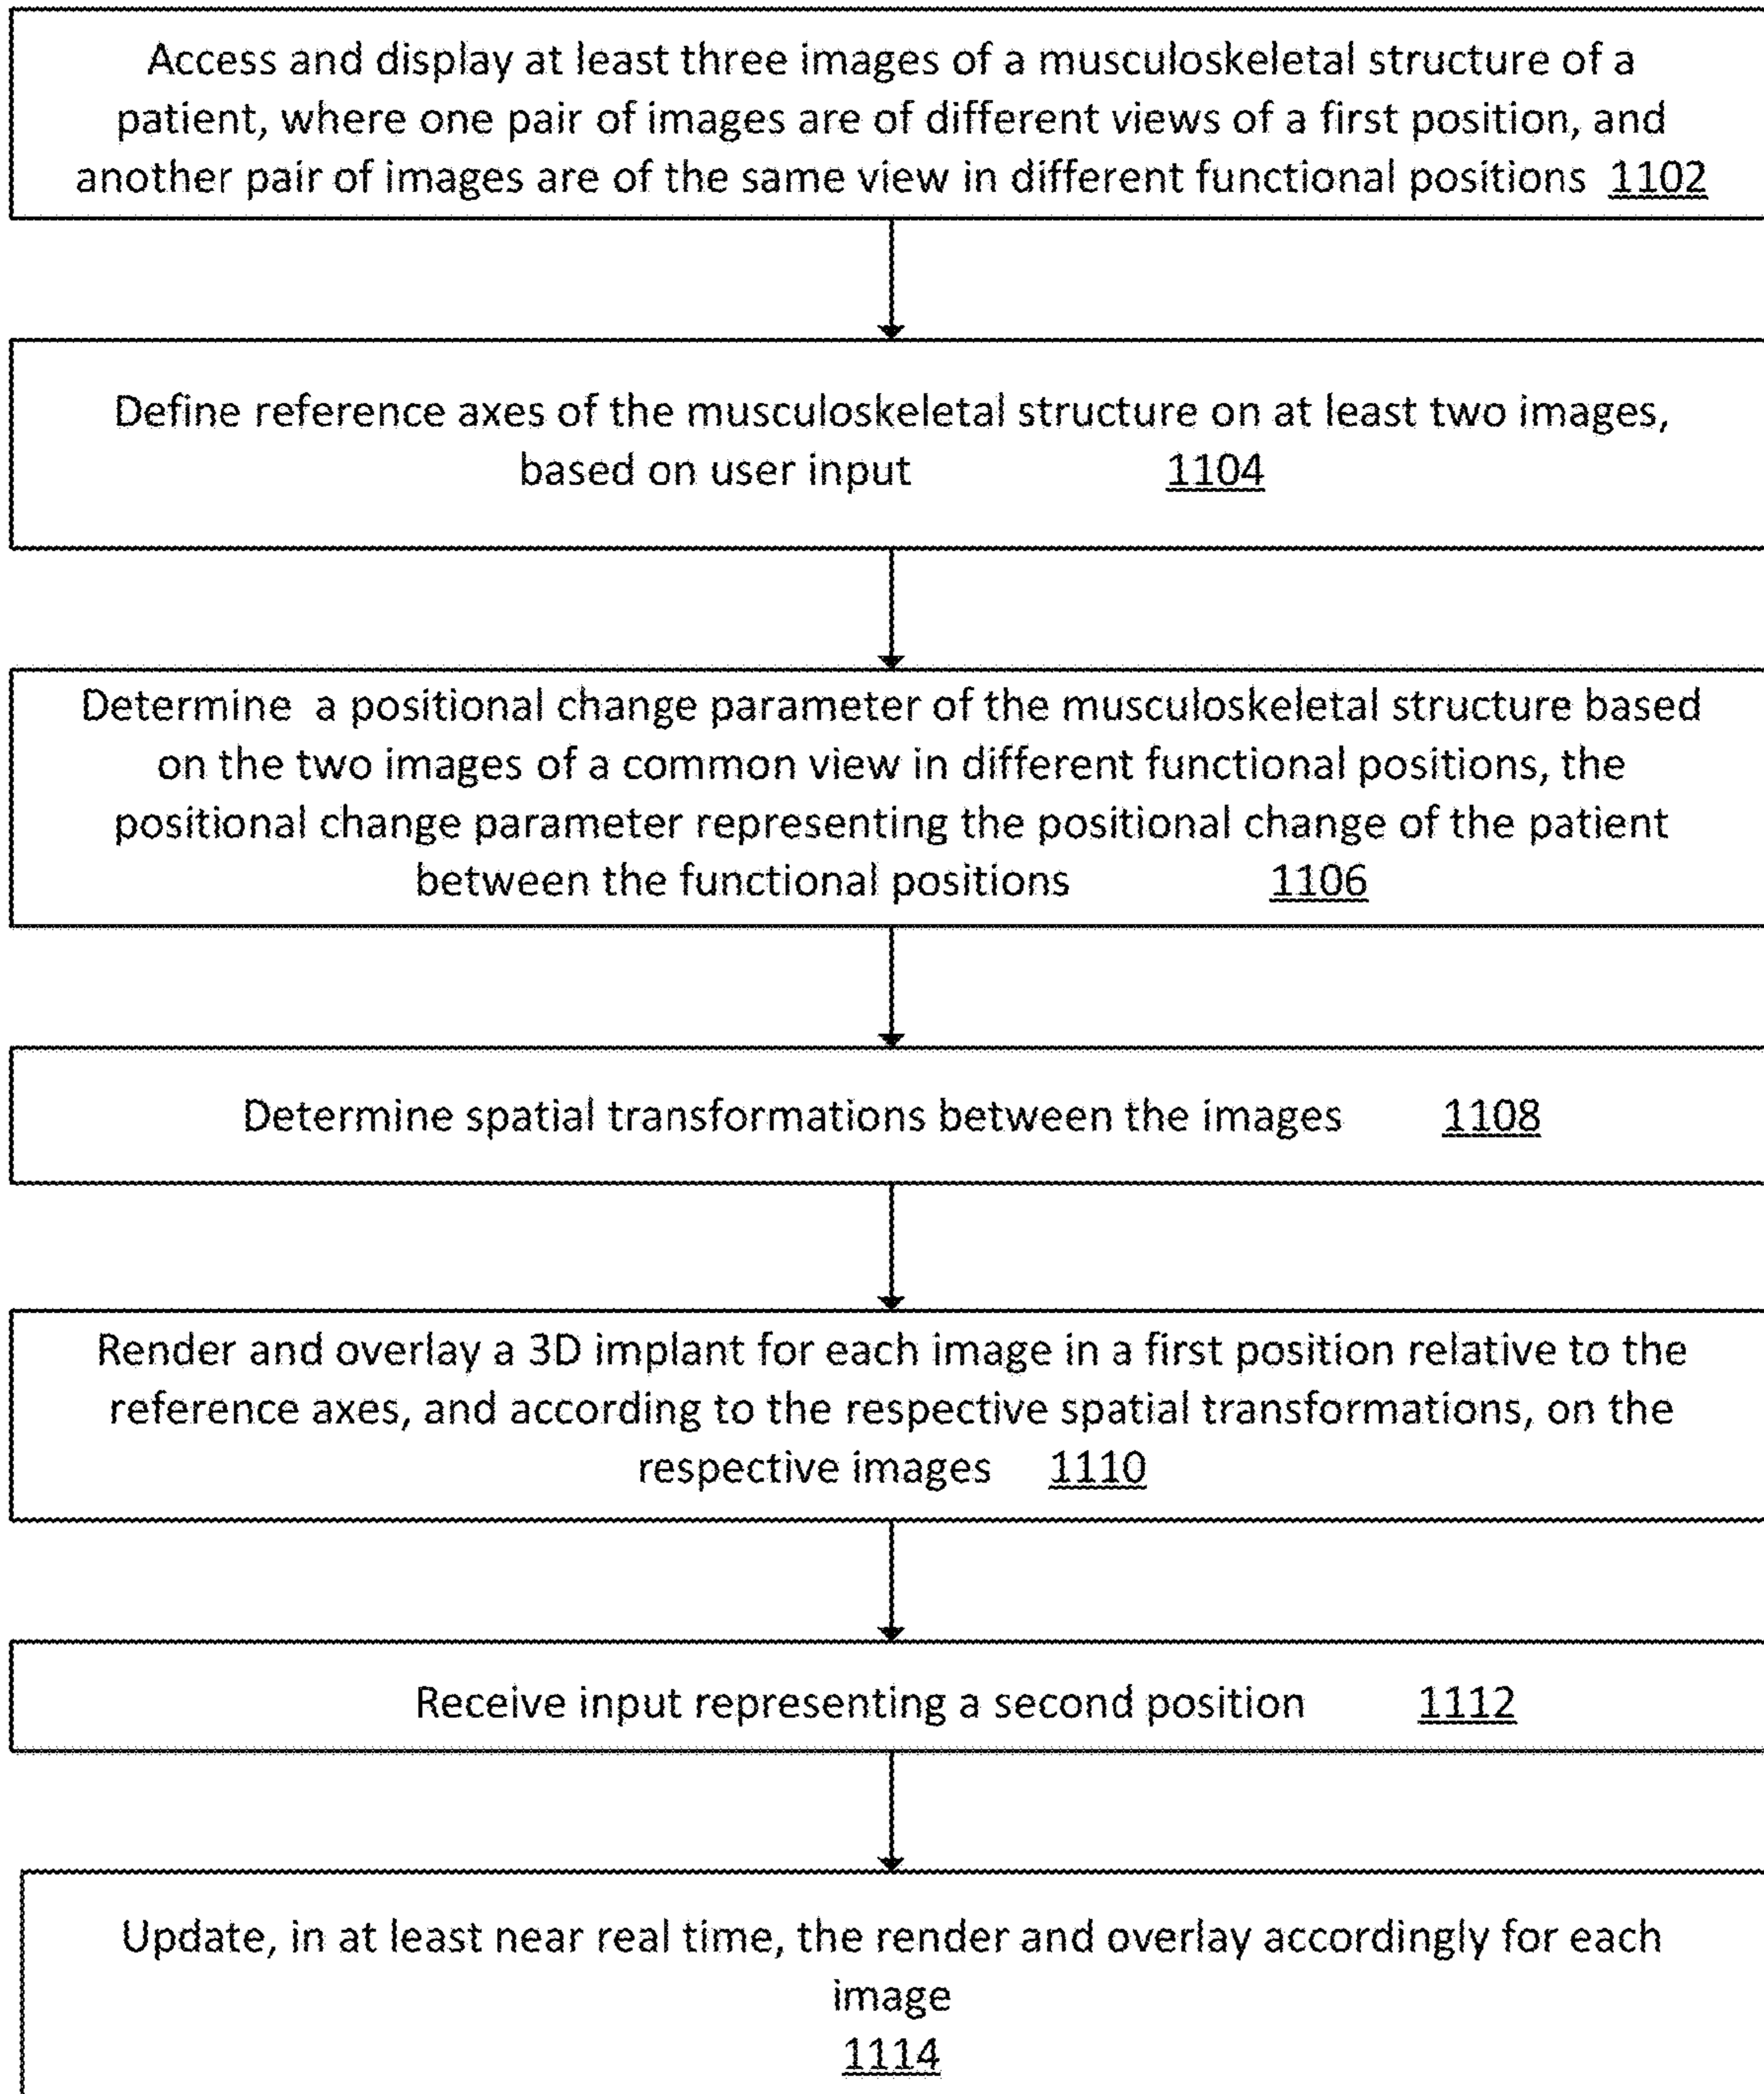 Access and display at least three images of a musculoskeletal structure of a
patient, where one pair of images are of different views of a first position, and
another pair of images are of the same view in different functional positions 1102
Define reference axes of the musculoskeletal structure on at least two images,
based on user input 1104
Determine a positional change parameter of the musculoskeletal structure based
on the two images of a common view in different functional positions, the
positional change parameter representing the positional change of the patient
between the functional positions 1106
Determine spatial transformations between the images 1108
Render and overlay a 3D implant for each image in a first position relative to the
reference axes, and according to the respective spatial transformations, on the
respective images 1110
Receive input representing a second position 1112
Update, in at least near real time, the render and overlay accordingly for each
image
1114